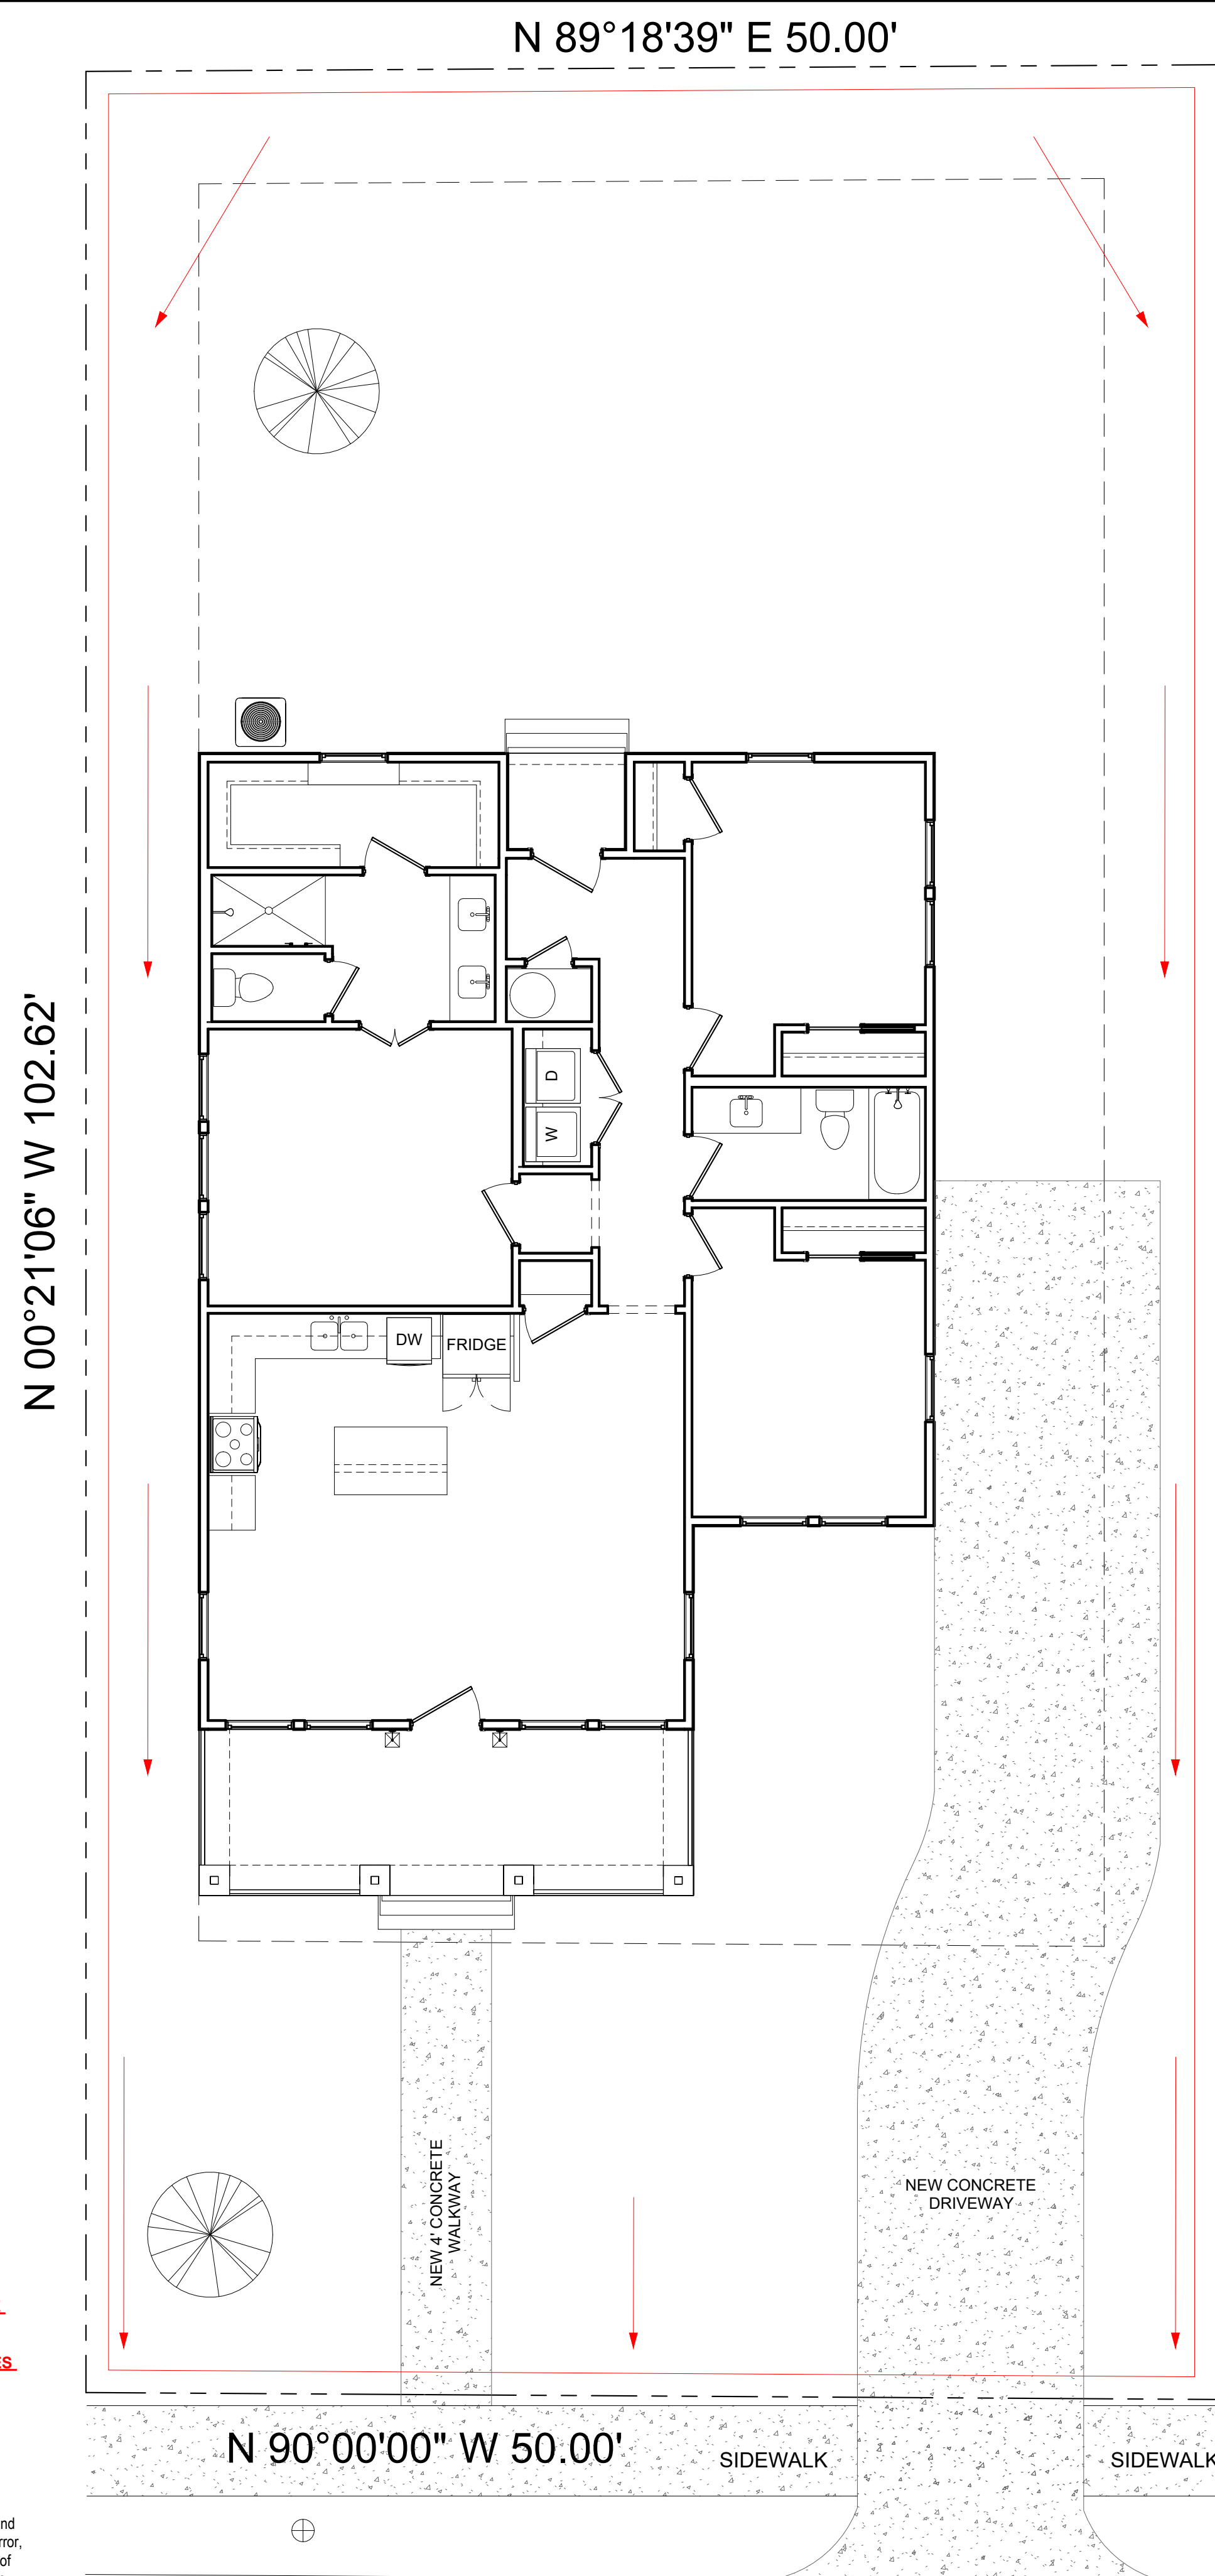 N 89°18'39" E 50.00'
N 00°21'06" W 102.62'
D
W
DW
FRIDGE
NEW 4' CONCRETE
WALKWAY
NEW CONCRETE
DRIVEWAY
N 90°00'00" W 50.00'
SIDEWALK
SIDEWALK
of